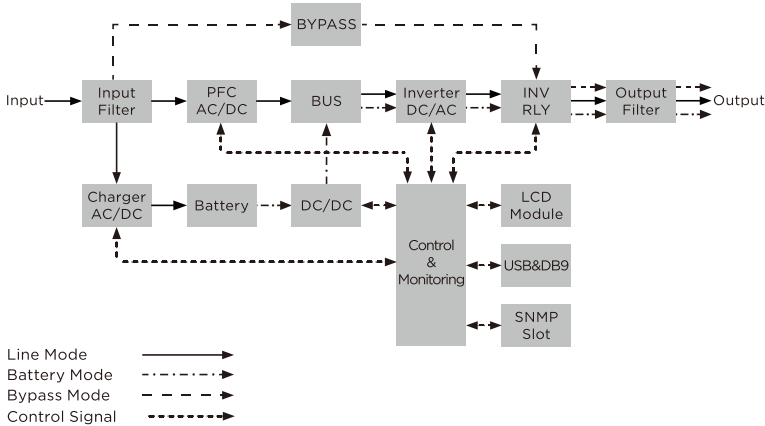 BYPASS
Input
Input
Filter
PFC
AC/DC
BUS
Inverter
DC/AC
INV
RLY
Output
Filter
Output
Charger
AC/DC
Battery
DC/DC
Control
&
Monitoring
LCD
Module
USB&DB9
SNMP
Slot
Line Mode
Battery Mode
Bypass Mode
Control Signal